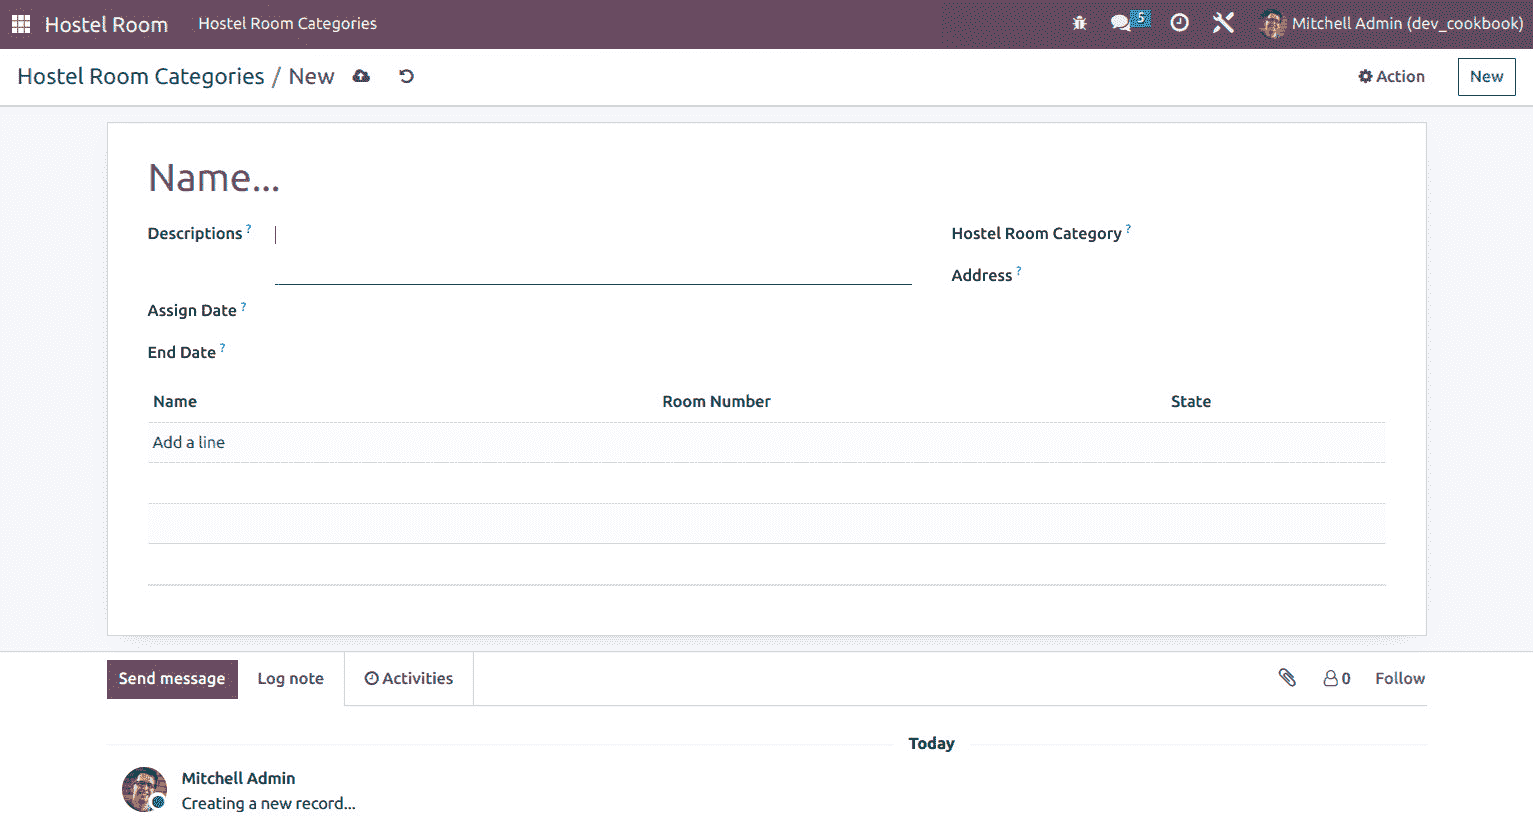 Hostel Room Hostel Room Categories 5 Mitchell Admin (dev_cookbook)
Hostel Room Categories / New Action New
Name...
Descriptions ? Hostel Room Category ?
Address ?
Assign Date ?
End Date ?
Name Room Number State
Add a line
Send message Log note Activities 0 Follow
Today
Mitchell Admin
Creating a new record...